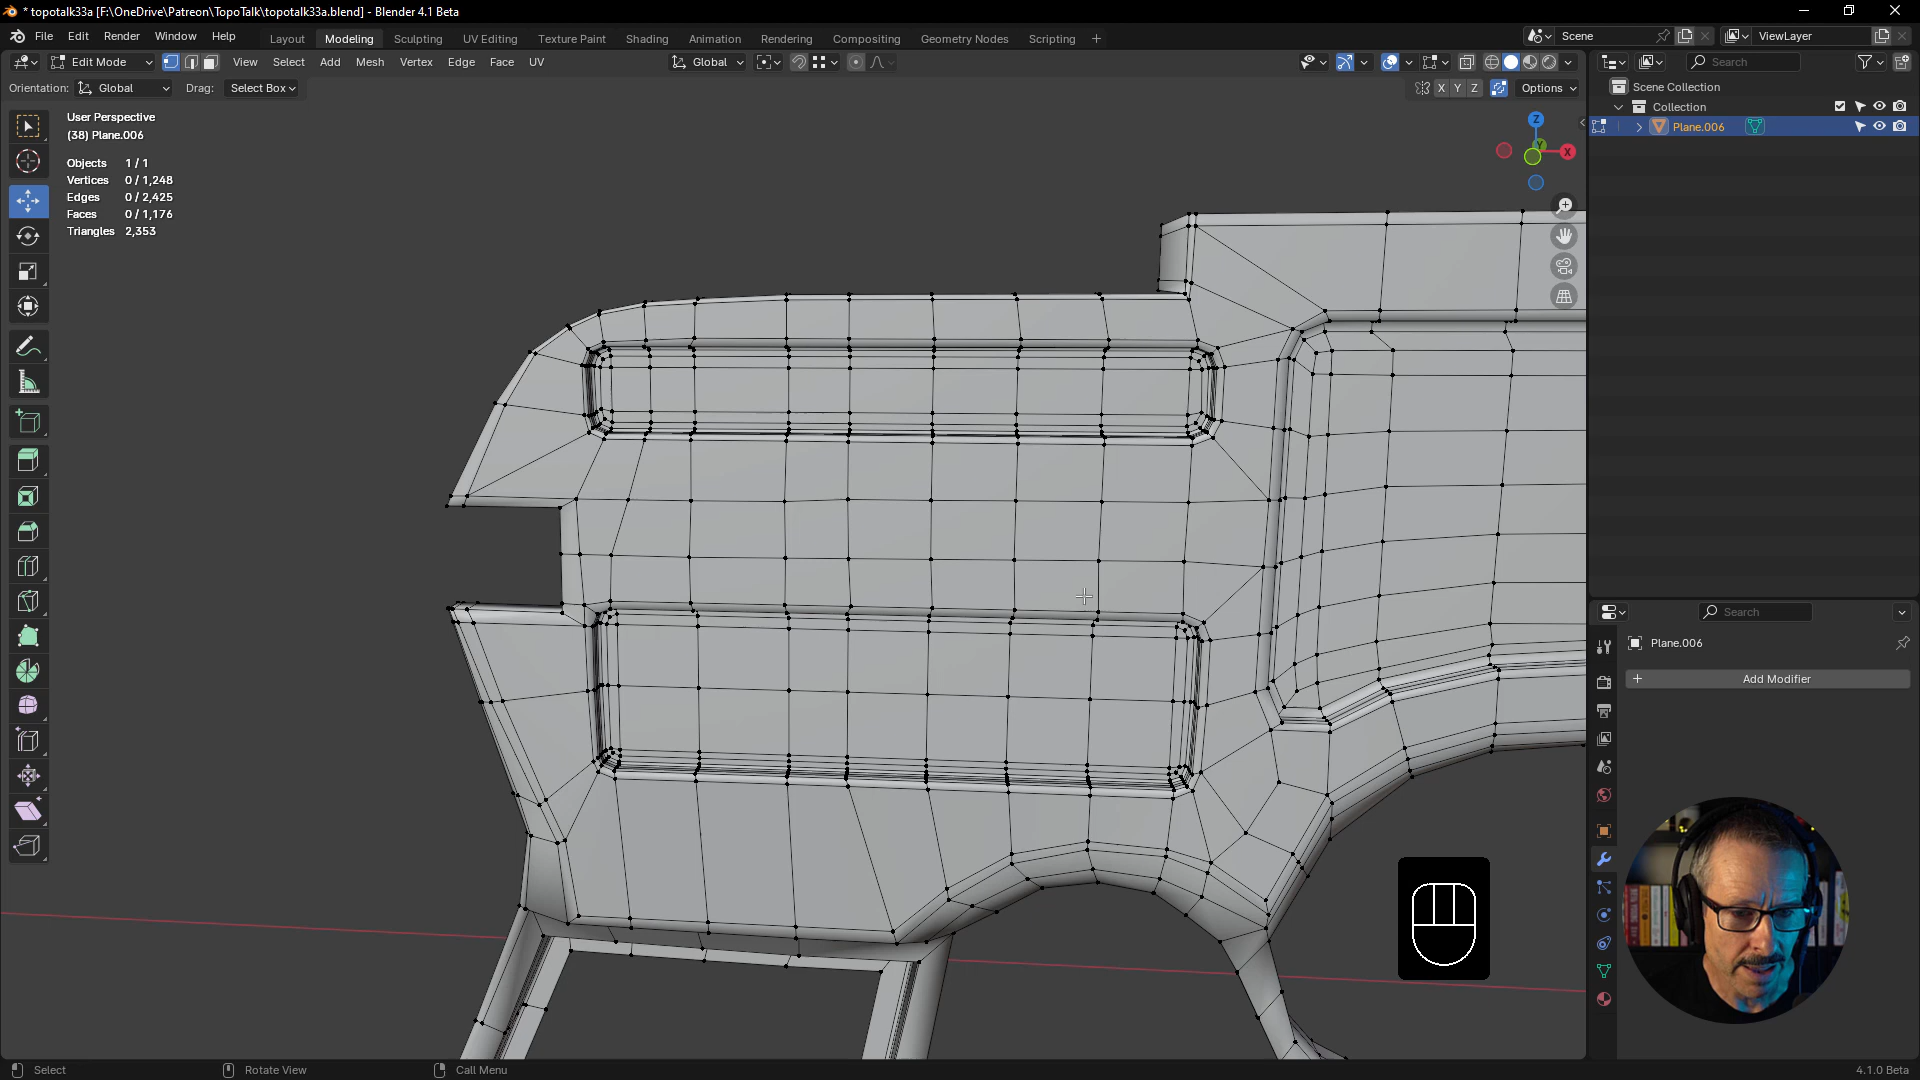 * topotalk33a [F:\OneDrive\Patreon\TopoTalk\topotalk33a.blend] - Blender 4.1 Beta
File Edit Render Window Help Layout Modeling Sculpting UV Editing Texture Paint Shading Animation Rendering Compositing Geometry Nodes Scripting + Scene ViewLayer
Edit Mode View Select Add Mesh Vertex Edge Face UV Global Search
Orientation: Global Drag: Select Box X Y Z Options
Scene Collection
Collection
Plane.006
User Perspective
(38) Plane.006
Objects 1 / 1
Vertices 0 / 1,248
Edges 0 / 2,425
Faces 0 / 1,176
Triangles 2,353
Z
Y
X
Search
Plane.006
+ Add Modifier
Select Rotate View Call Menu 4.1.0 Beta